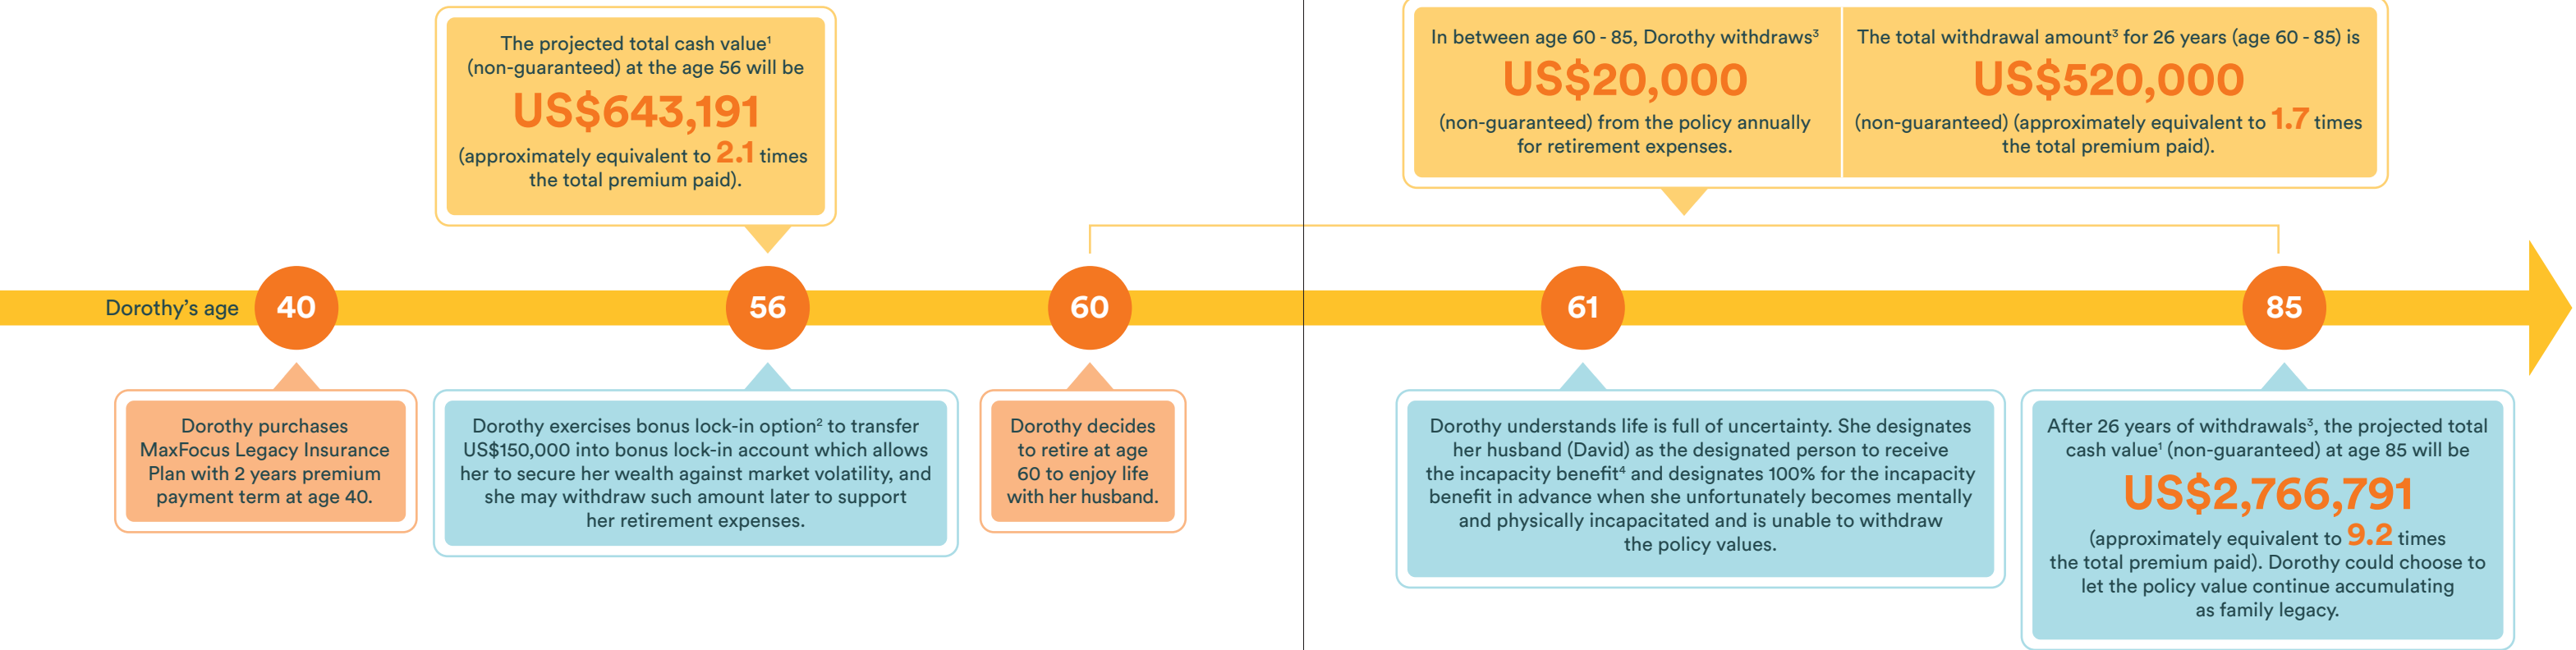 The projected total cash value¹
(non-guaranteed) at the age 56 will be
US$643,191
(approximately equivalent to 2.1 times
the total premium paid).
In between age 60 - 85, Dorothy withdraws³
US$20,000
(non-guaranteed) from the policy annually
for retirement expenses.
The total withdrawal amount³ for 26 years (age 60 - 85) is
US$520,000
(non-guaranteed) (approximately equivalent to 1.7 times
the total premium paid).
Dorothy's age
40
56
60
61
85
Dorothy purchases
MaxFocus Legacy Insurance
Plan with 2 years premium
payment term at age 40.
Dorothy exercises bonus lock-in option² to transfer
US$150,000 into bonus lock-in account which allows
her to secure her wealth against market volatility, and
she may withdraw such amount later to support
her retirement expenses.
Dorothy decides
to retire at age
60 to enjoy life
with her husband.
Dorothy understands life is full of uncertainty. She designates
her husband (David) as the designated person to receive
the incapacity benefit⁴ and designates 100% for the incapacity
benefit in advance when she unfortunately becomes mentally
and physically incapacitated and is unable to withdraw
the policy values.
After 26 years of withdrawals³, the projected total
cash value¹ (non-guaranteed) at age 85 will be
US$2,766,791
(approximately equivalent to 9.2 times
the total premium paid). Dorothy could choose to
let the policy value continue accumulating
as family legacy.